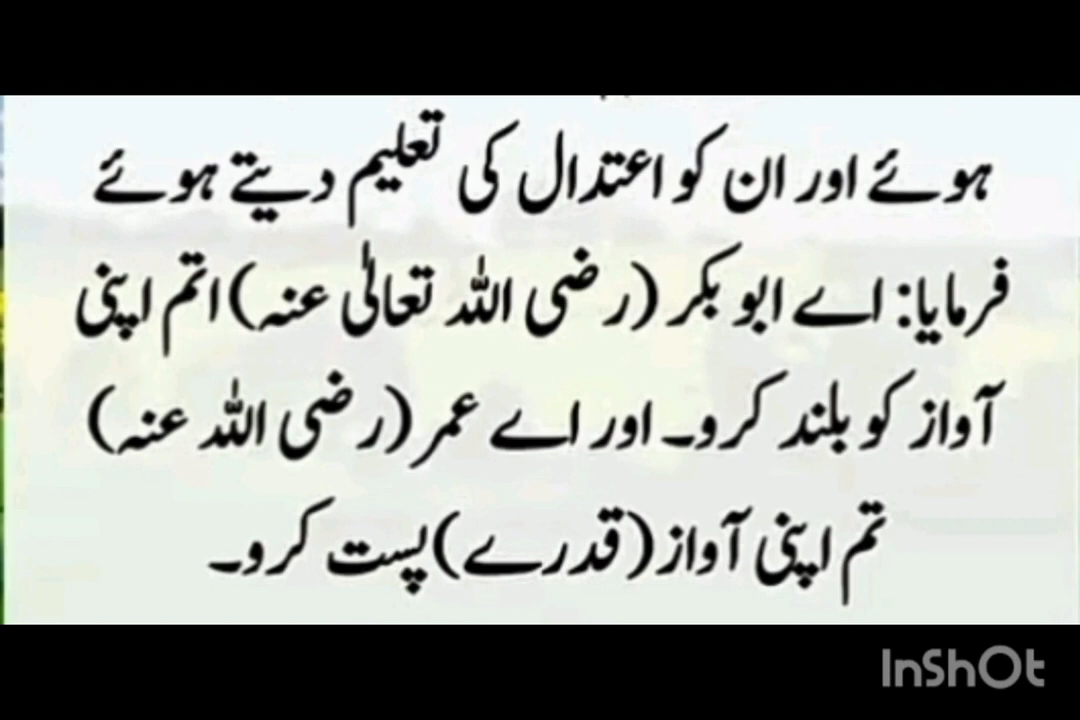 ہوئے اور ان کو اعتدال کی تعلیم دیتے ہوئے
فرمایا: اے ابو بکر (رضی اللہ تعالیٰ عنہ) اتم اپنی
آواز کو بلند کرو۔ اور اے عمر (رضی اللہ عنہ)
تم اپنی آواز (قدرے) پست کرو۔
InShOt